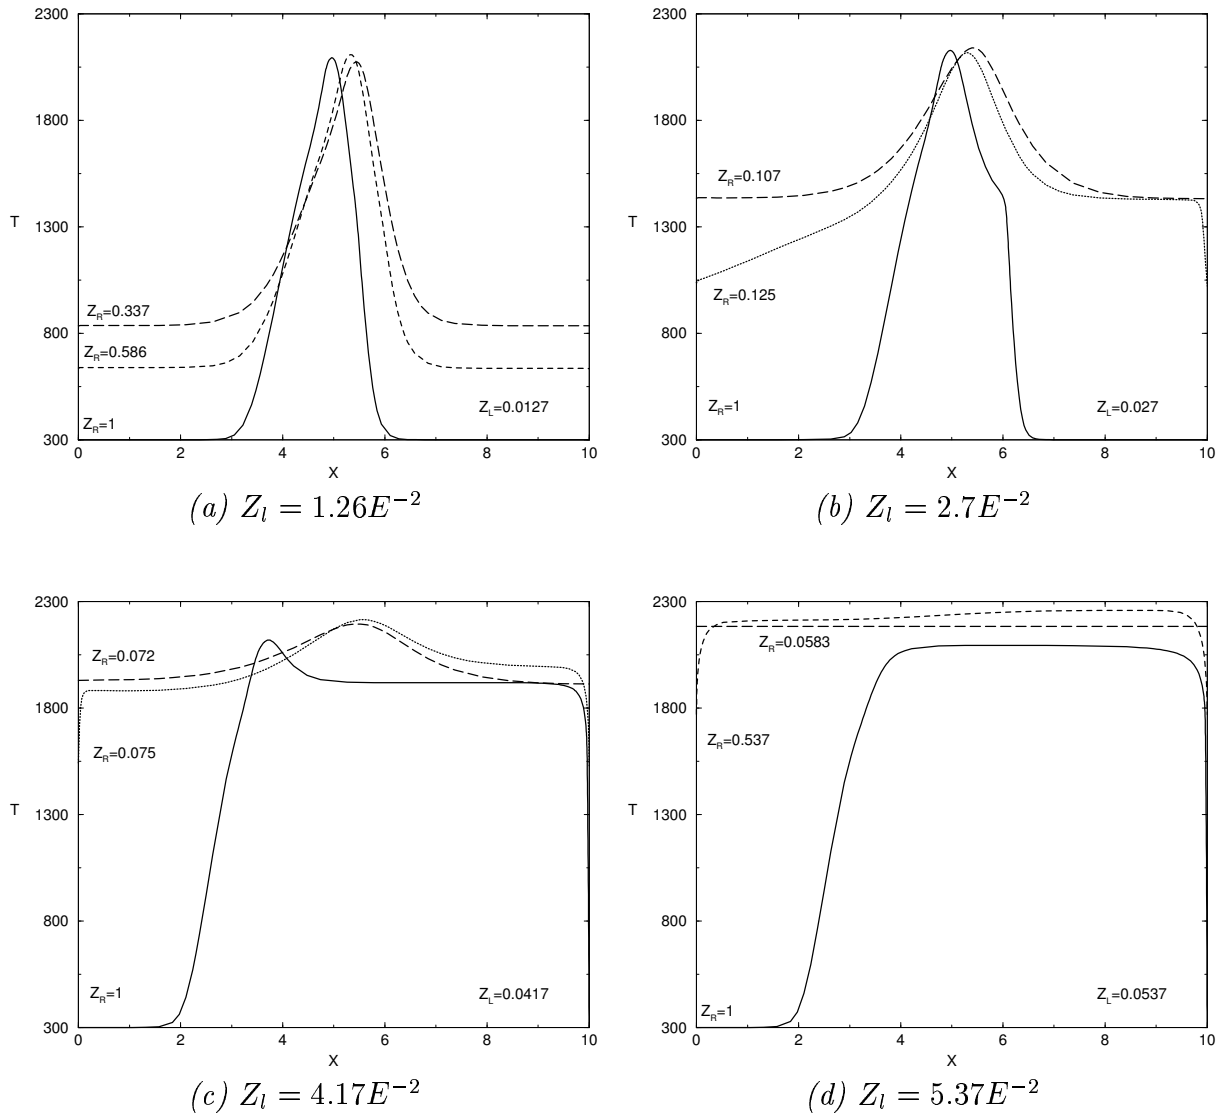 2300
1800
T
1300
Z_R=0.337
800
Z_R=0.586
Z_R=1
Z_L=0.0127
300
0 2 4 6 8 10
X
(a) Z_l = 1.26E^{-2}
2300
1800
Z_R=0.107
T
1300
Z_R=0.125
800
Z_R=1
Z_L=0.027
300
0 2 4 6 8 10
X
(b) Z_l = 2.7E^{-2}
2300
Z_R=0.072
1800
Z_R=0.075
1300
T
800
Z_R=1
Z_L=0.0417
300
0 2 4 6 8 10
X
(c) Z_l = 4.17E^{-2}
2300
Z_R=0.0583
1800
Z_R=0.537
1300
T
800
Z_L=0.0537
Z_R=1
300
0 2 4 6 8 10
X
(d) Z_l = 5.37E^{-2}